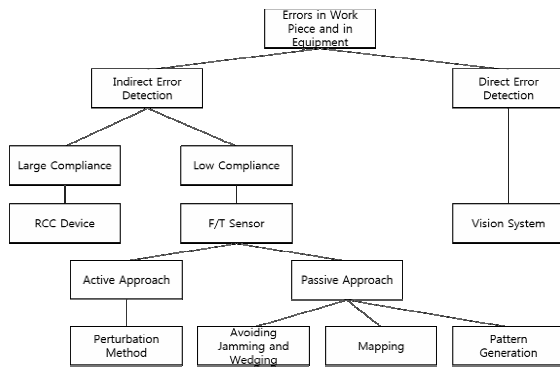 Errors in Work
Piece and in
Equipment
Indirect Error
Detection
Direct Error
Detection
Large Compliance
Low Compliance
RCC Device
F/T Sensor
Vision System
Active Approach
Passive Approach
Perturbation
Method
Avoiding
Jamming and
Wedging
Mapping
Pattern
Generation